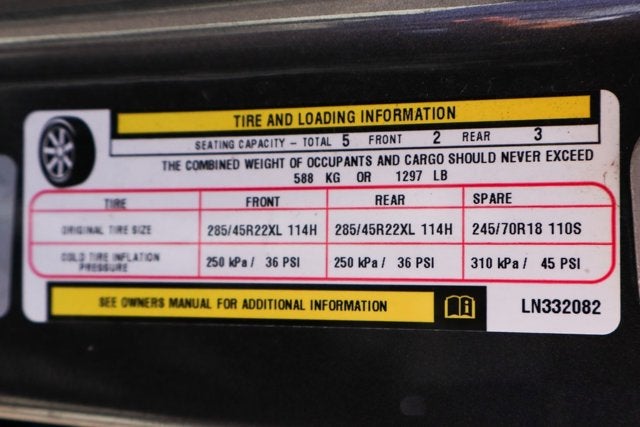 TIRE AND LOADING INFORMATION
SEATING CAPACITY - TOTAL 5 FRONT 2 REAR 3
THE COMBINED WEIGHT OF OCCUPANTS AND CARGO SHOULD NEVER EXCEED
588 KG OR 1297 LB
TIRE FRONT REAR SPARE
ORIGINAL TIRE SIZE 285/45R22XL 114H 285/45R22XL 114H 245/70R18 110S
COLD TIRE INFLATION PRESSURE 250 kPa / 36 PSI 250 kPa / 36 PSI 310 kPa / 45 PSI
SEE OWNERS MANUAL FOR ADDITIONAL INFORMATION
LN332082